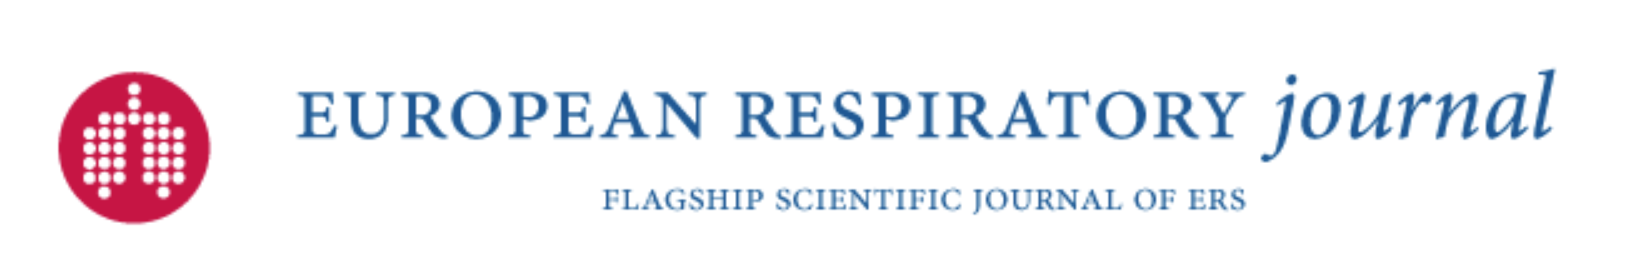 EUROPEAN RESPIRATORY journal
FLAGSHIP SCIENTIFIC JOURNAL OF ERS